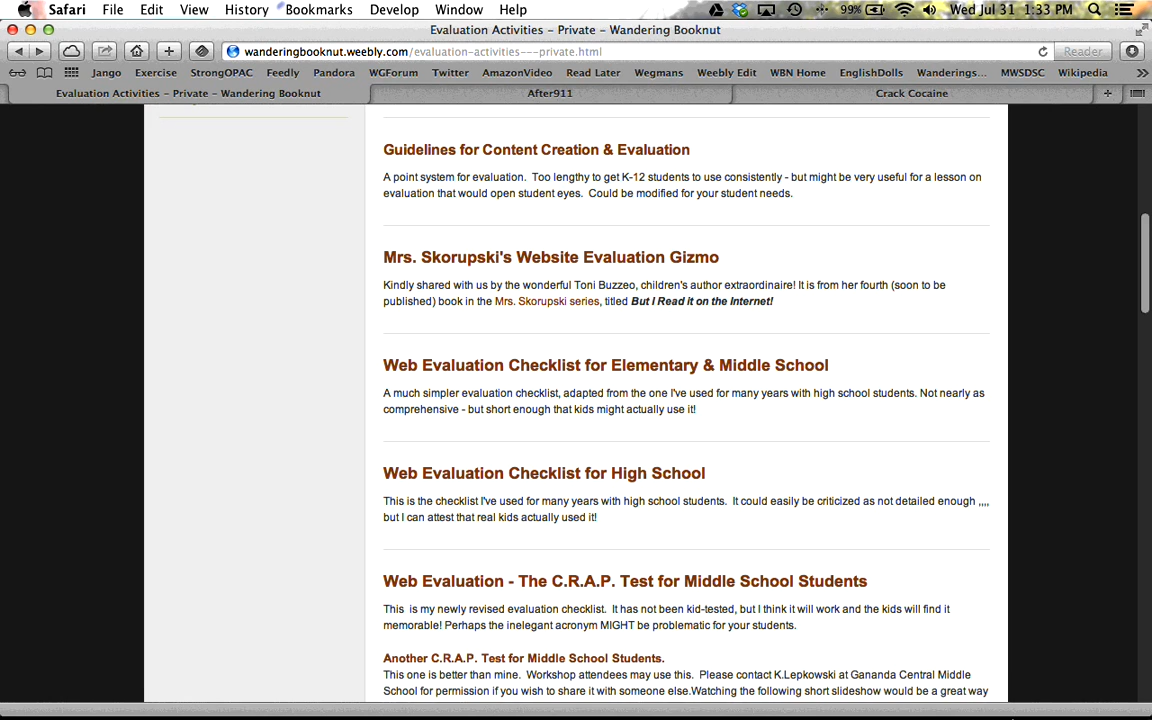 Safari File Edit View History Bookmarks Develop Window Help 99% Wed Jul 31 1:33 PM
Evaluation Activities – Private – Wandering Booknut
wanderingbooknut.weebly.com/evaluation-activities---private.html Reader
Jango Exercise StrongOPAC Feedly Pandora WGForum Twitter AmazonVideo Read Later Wegmans Weebly Edit WBN Home EnglishDolls Wanderings... MWSDSC Wikipedia
Evaluation Activities – Private – Wandering Booknut After911 Crack Cocaine
Guidelines for Content Creation & Evaluation
A point system for evaluation. Too lengthy to get K-12 students to use consistently - but might be very useful for a lesson on
evaluation that would open student eyes. Could be modified for your student needs.
Mrs. Skorupski's Website Evaluation Gizmo
Kindly shared with us by the wonderful Toni Buzzeo, children's author extraordinaire! It is from her fourth (soon to be
published) book in the Mrs. Skorupski series, titled But I Read it on the Internet!
Web Evaluation Checklist for Elementary & Middle School
A much simpler evaluation checklist, adapted from the one I've used for many years with high school students. Not nearly as
comprehensive - but short enough that kids might actually use it!
Web Evaluation Checklist for High School
This is the checklist I've used for many years with high school students. It could easily be criticized as not detailed enough ,,,,
but I can attest that real kids actually used it!
Web Evaluation - The C.R.A.P. Test for Middle School Students
This is my newly revised evaluation checklist. It has not been kid-tested, but I think it will work and the kids will find it
memorable! Perhaps the inelegant acronym MIGHT be problematic for your students.
Another C.R.A.P. Test for Middle School Students.
This one is better than mine. Workshop attendees may use this. Please contact K.Lepkowski at Gananda Central Middle
School for permission if you wish to share it with someone else.Watching the following short slideshow would be a great way